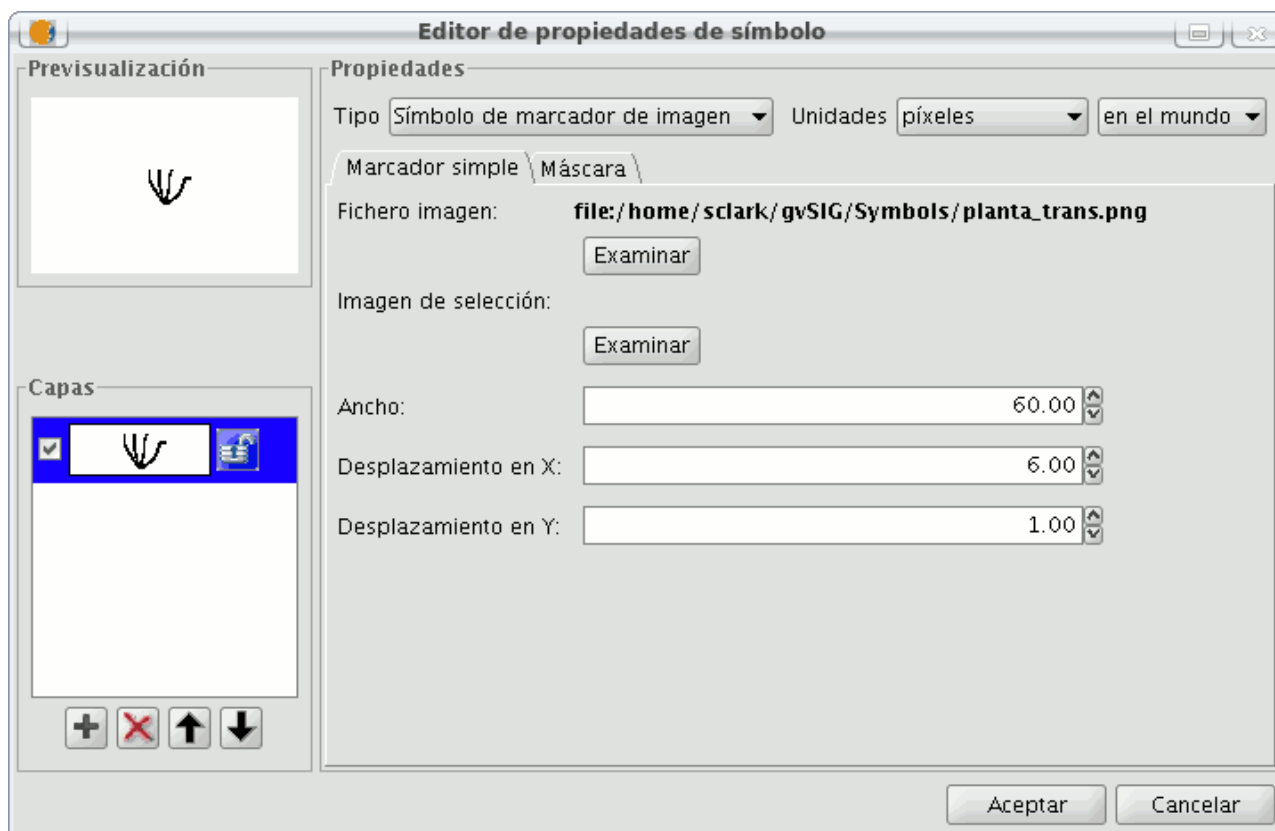 Editor de propiedades de símbolo
Previsualización
Propiedades
Tipo Símbolo de marcador de imagen Unidades píxeles en el mundo
Marcador simple Máscara
Fichero imagen: file:/home/sclark/gvSIG/Symbols/planta_trans.png
Examinar
Imagen de selección:
Examinar
Capas
Ancho: 60.00
Desplazamiento en X: 6.00
Desplazamiento en Y: 1.00
Aceptar Cancelar